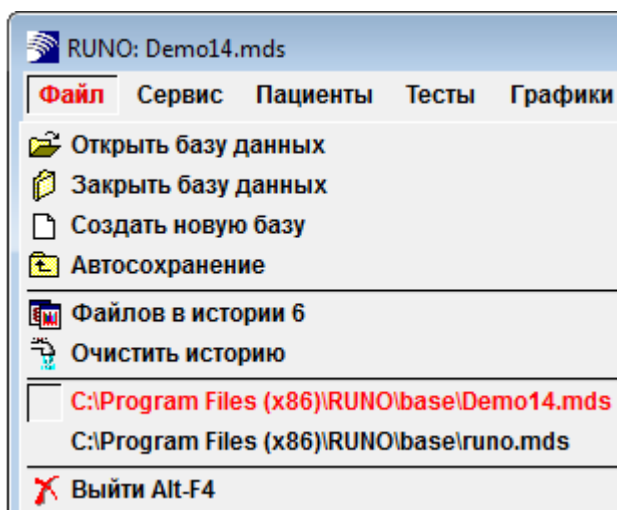 RUNO: Demo14.mds
Файл Сервис Пациенты Тесты Графики
Открыть базу данных
Закрыть базу данных
Создать новую базу
Автосохранение
Файлов в истории 6
Очистить историю
C:\Program Files (x86)\RUNO\base\Demo14.mds
C:\Program Files (x86)\RUNO\base\runo.mds
Выйти Alt-F4